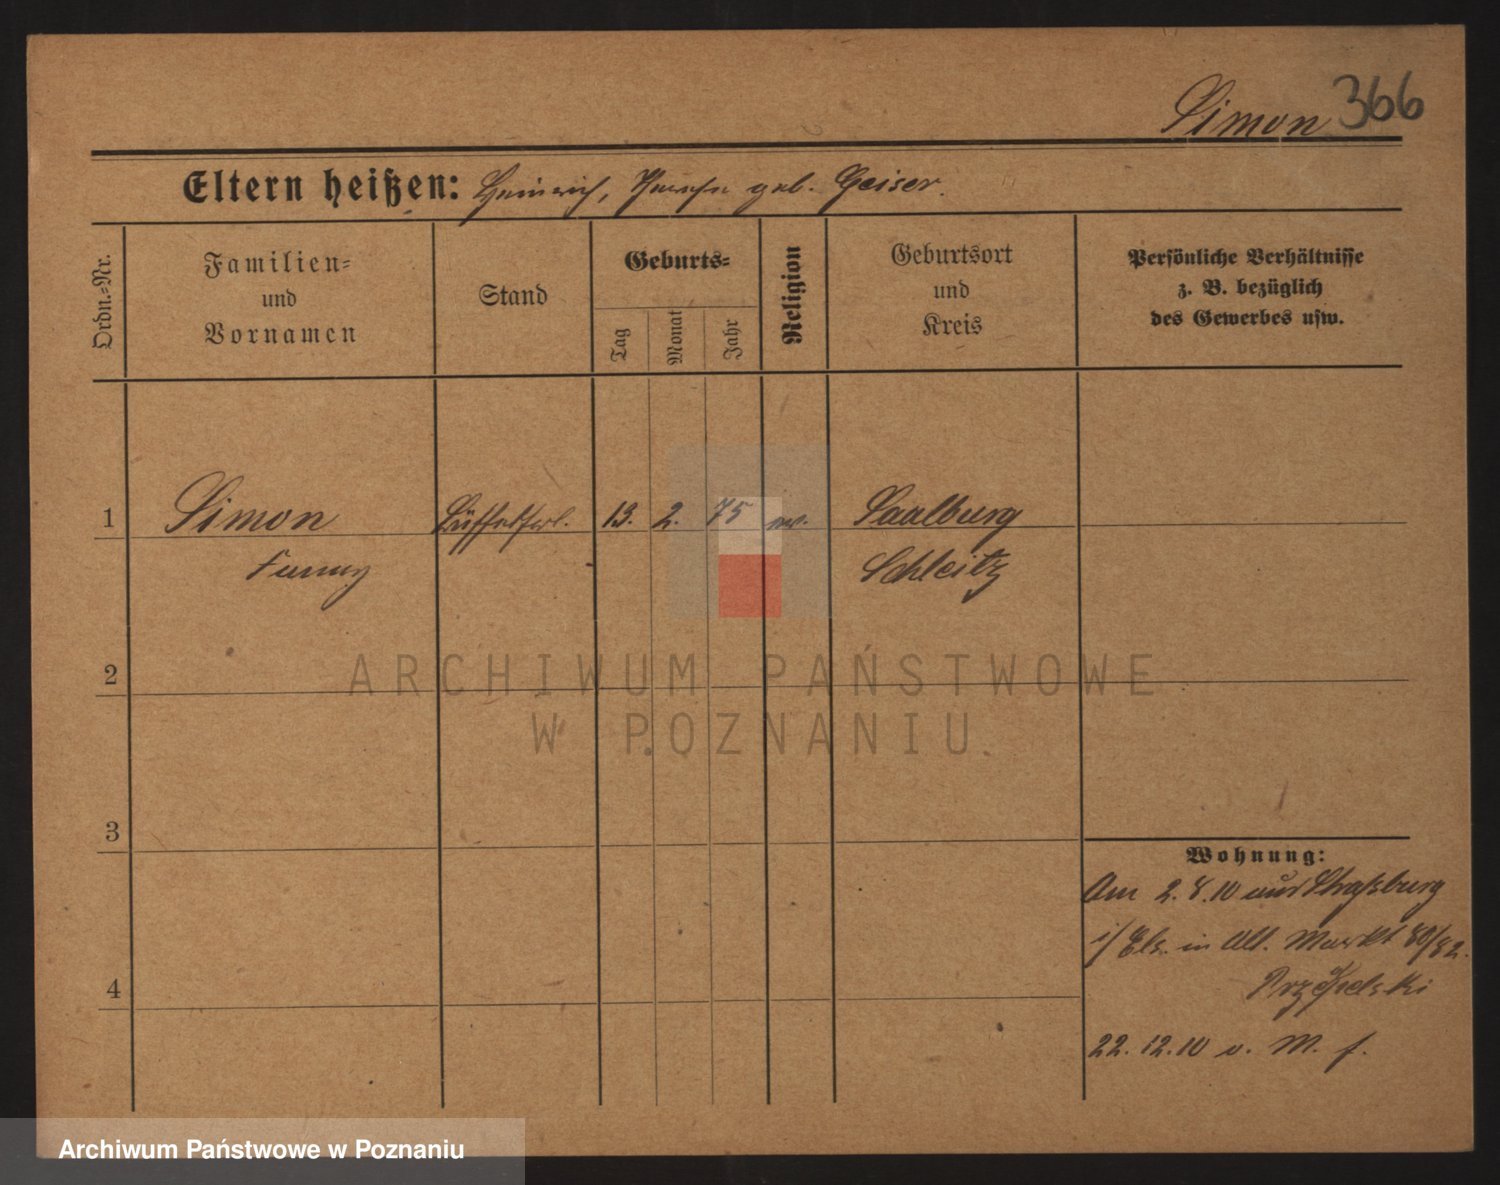 Simon 366
Eltern heißen: Heinrich, geb. Geiser.
Ordn.-Nr.
Familien-
und
Vornamen
Stand
Geburts-
Tag
Monat
Jahr
Religion
Geburtsort
und
Kreis
Persönliche Verhältnisse
z. B. bezüglich
des Gewerbes usw.
1 Simon Büffetfrl. 13. 2. 75 ev. Saalburg
Fanny Schleitz
2
ARCHIWUM PAŃSTWOWE
W POZNANIU
3
Wohnung:
Am 2.8.10 aus Straßburg
i/ Els. in Alt. Markt 80/82.
4
22.12.10 v. M. f.
Archiwum Państwowe w Poznaniu